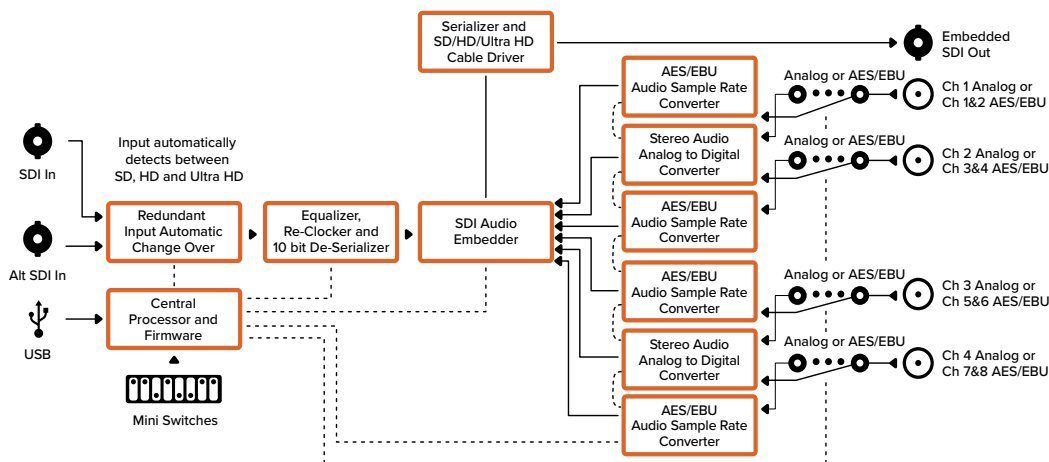 Serializer and
SD/HD/Ultra HD
Cable Driver
Embedded
SDI Out
AES/EBU
Audio Sample Rate
Converter
Analog or AES/EBU
Ch 1 Analog or
Ch 1&2 AES/EBU
Input automatically
detects between
SD, HD and Ultra HD
SDI In
Stereo Audio
Analog to Digital
Converter
Analog or AES/EBU
Ch 2 Analog or
Ch 3&4 AES/EBU
Redundant
Input Automatic
Change Over
Equalizer,
Re-Clocker and
10 bit De-Serializer
SDI Audio
Embedder
AES/EBU
Audio Sample Rate
Converter
Alt SDI In
Central
Processor and
Firmware
USB
AES/EBU
Audio Sample Rate
Converter
Analog or AES/EBU
Ch 3 Analog or
Ch 5&6 AES/EBU
Stereo Audio
Analog to Digital
Converter
Analog or AES/EBU
Ch 4 Analog or
Ch 7&8 AES/EBU
Mini Switches
AES/EBU
Audio Sample Rate
Converter